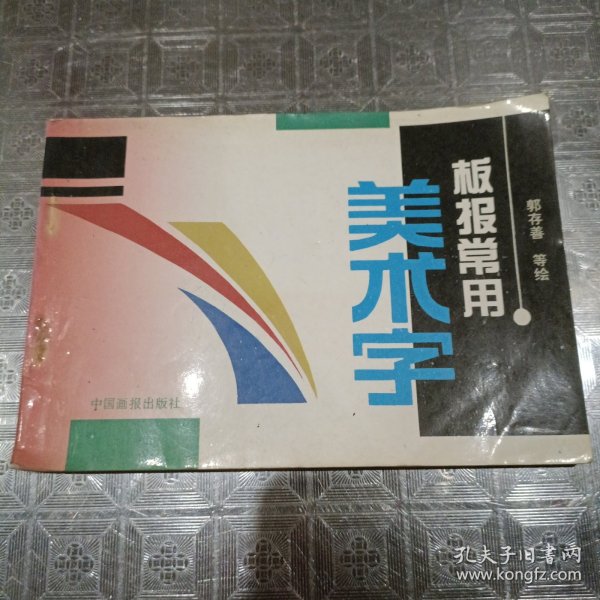 板报常用
美术字
郭存善 等绘
中国画报出版社
孔夫子旧书网
www.kongfz.com